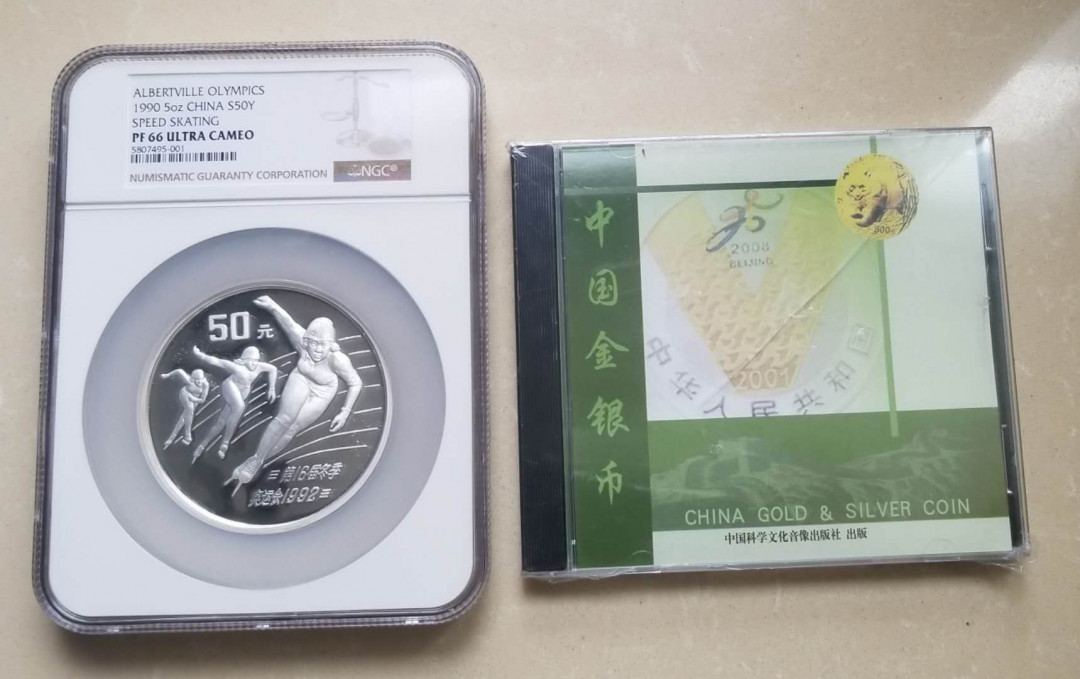 ALBERTVILLE OLYMPICS
1990 5oz CHINA S50Y
SPEED SKATING
PF 66 ULTRA CAMEO
5807495-001
NUMISMATIC GUARANTY CORPORATION
NGC
50元
第16届冬季
奥运会1992
中国金银币
2008
BEIJING
2001
中华人民共和国
500
CHINA GOLD & SILVER COIN
中国科学文化音像出版社 出版